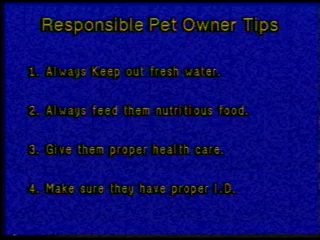 Responsible Pet Owner Tips
1. Always Keep out fresh water.
2. Always feed them nutritious food.
3. Give them proper health care.
4. Make sure they have proper I.D.